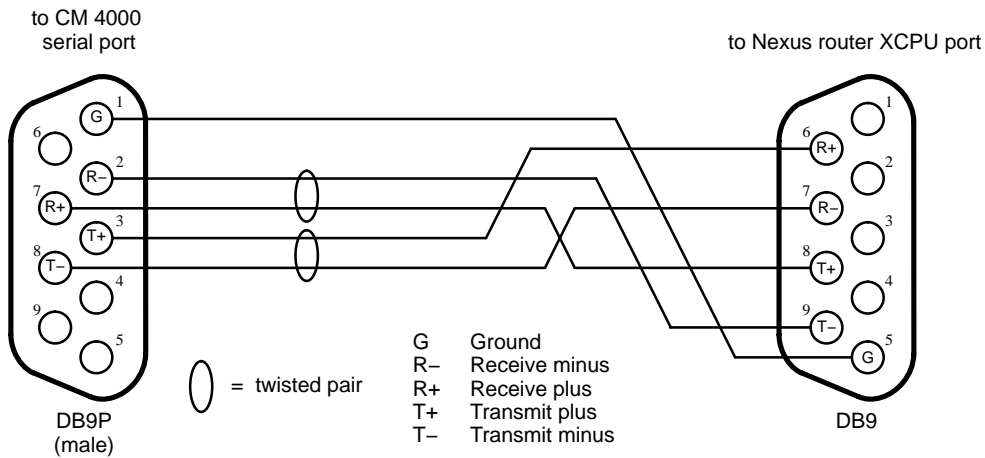 to CM 4000
serial port
to Nexus router XCPU port
1
G
6
2
R−
7
R+
3
T+
8
T−
4
9
5
1
6
R+
2
7
R−
3
8
T+
4
9
T−
5
G
G Ground
R− Receive minus
R+ Receive plus
T+ Transmit plus
T− Transmit minus
= twisted pair
DB9P
(male)
DB9